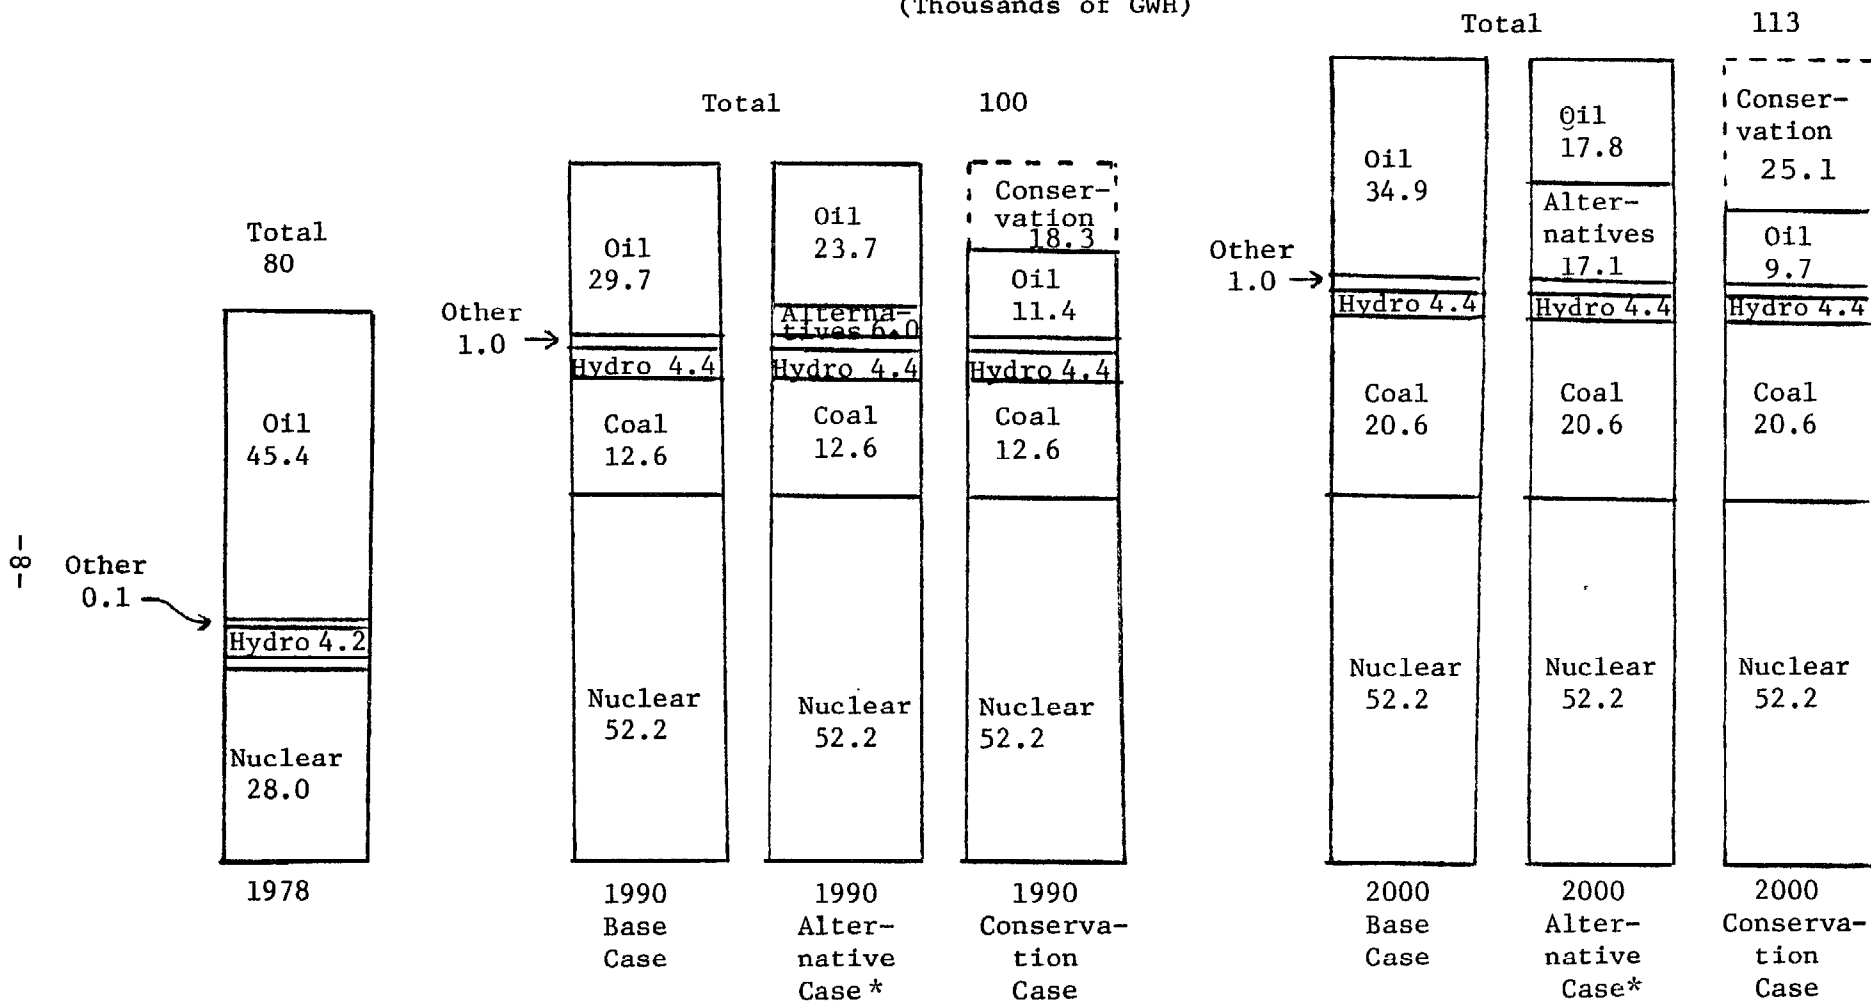 (Thousands of GWH)
Total
80
Oil
45.4
Other
0.1
Hydro 4.2
Nuclear
28.0
1978
-8-
Total 100
Other
1.0
Oil
29.7
Hydro 4.4
Coal
12.6
Nuclear
52.2
1990
Base
Case
Oil
23.7
Alterna-
tives 6.0
Hydro 4.4
Coal
12.6
Nuclear
52.2
1990
Alter-
native
Case *
Conser-
vation
18.3
Oil
11.4
Hydro 4.4
Coal
12.6
Nuclear
52.2
1990
Conserva-
tion
Case
Total 113
Other
1.0
Oil
34.9
Hydro 4.4
Coal
20.6
Nuclear
52.2
2000
Base
Case
Oil
17.8
Alter-
natives
17.1
Hydro 4.4
Coal
20.6
Nuclear
52.2
2000
Alter-
native
Case*
Conser-
vation
25.1
Oil
9.7
Hydro 4.4
Coal
20.6
Nuclear
52.2
2000
Conserva-
tion
Case